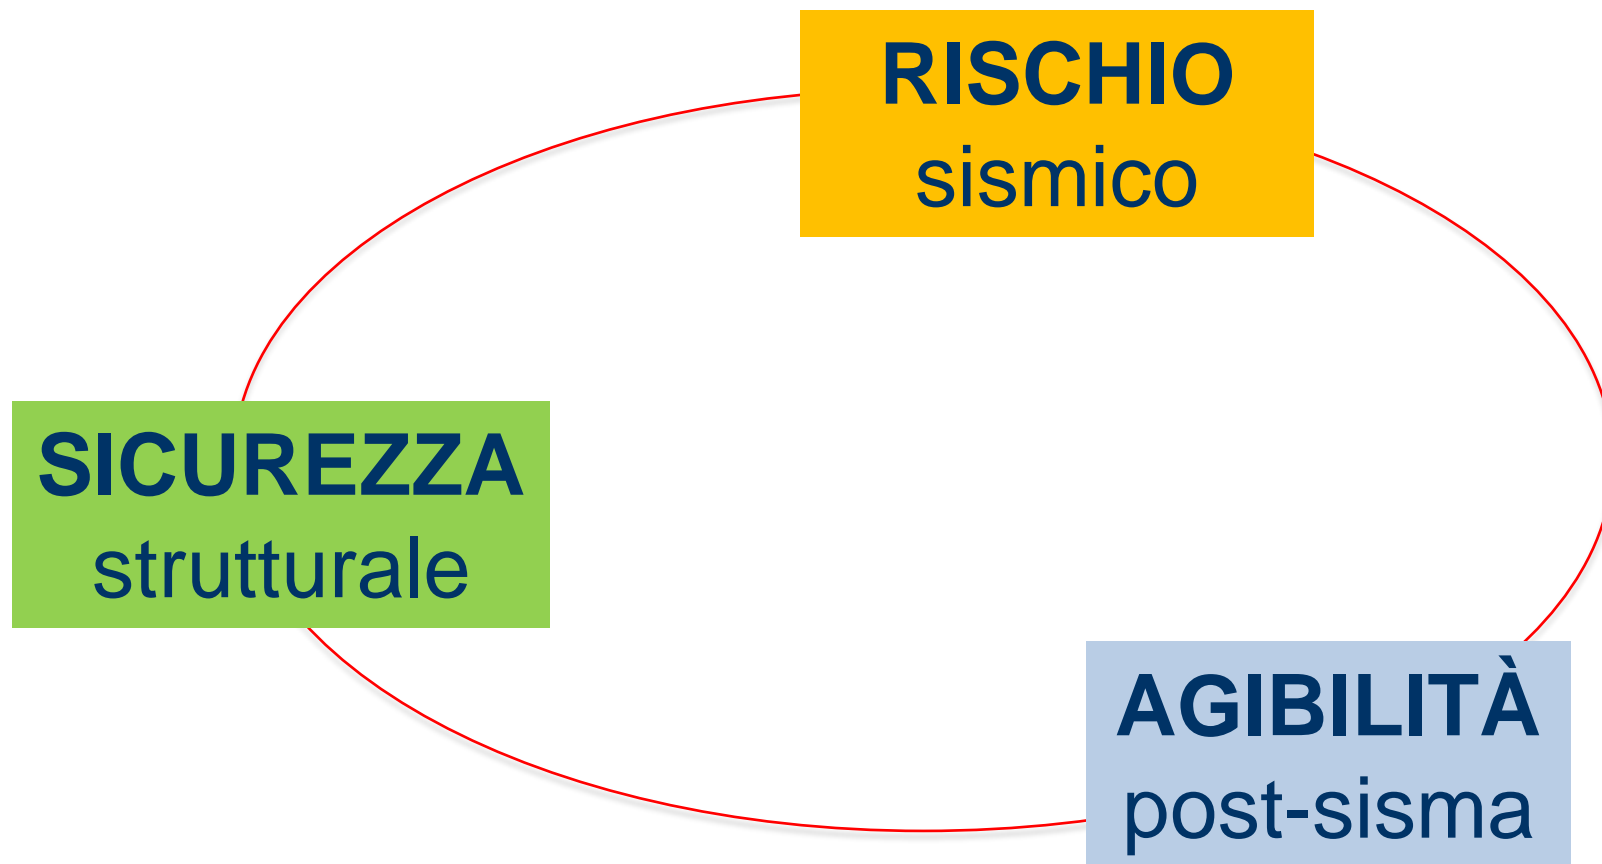 RISCHIO
sismico
SICUREZZA
strutturale
AGIBILITÀ
post-sisma